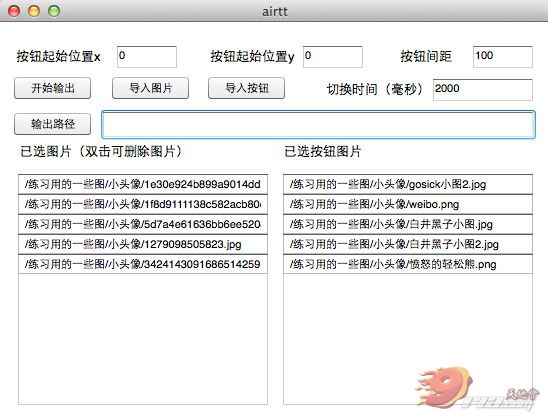 airtt
按钮起始位置x 0 按钮起始位置y 0 按钮间距 100
开始输出 导入图片 导入按钮 切换时间（毫秒） 2000
输出路径
已选图片（双击可删除图片） 已选按钮图片
/练习用的一些图/小头像/1e30e924b899a9014dd /练习用的一些图/小头像/gosick小图2.jpg
/练习用的一些图/小头像/1f8d9111138c582acb80 /练习用的一些图/小头像/weibo.png
/练习用的一些图/小头像/5d7a4e61636bb6ee520 /练习用的一些图/小头像/白井黑子小图.jpg
/练习用的一些图/小头像/1279098505823.jpg /练习用的一些图/小头像/白井黑子小图2.jpg
/练习用的一些图/小头像/3424143091686514259 /练习用的一些图/小头像/愤怒的轻松熊.png
天地会
9ria.com